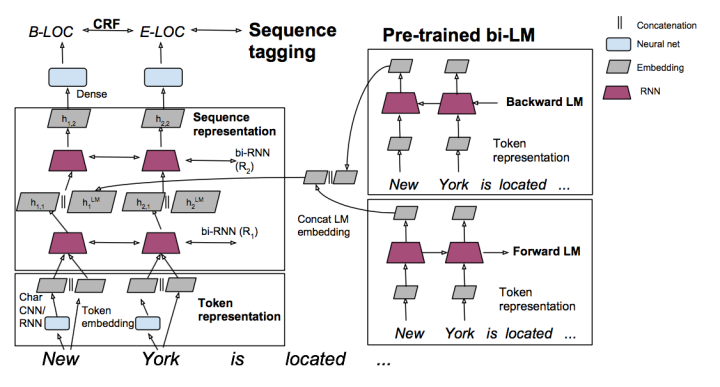 B-LOC CRF E-LOC Sequence
tagging
Dense
h1,2 h2,2 Sequence
representation
bi-RNN
(R2)
h1,1 || h1LM h2,1 || h2LM
bi-RNN (R1)
Char
CNN/
RNN
|| ||
Token
embedding
Token
representation
New York is located ...
||
Concat LM
embedding
Pre-trained bi-LM
Backward LM
Token
representation
New York is located ...
Forward LM
Token
representation
New York is located ...
|| Concatenation
Neural net
Embedding
RNN